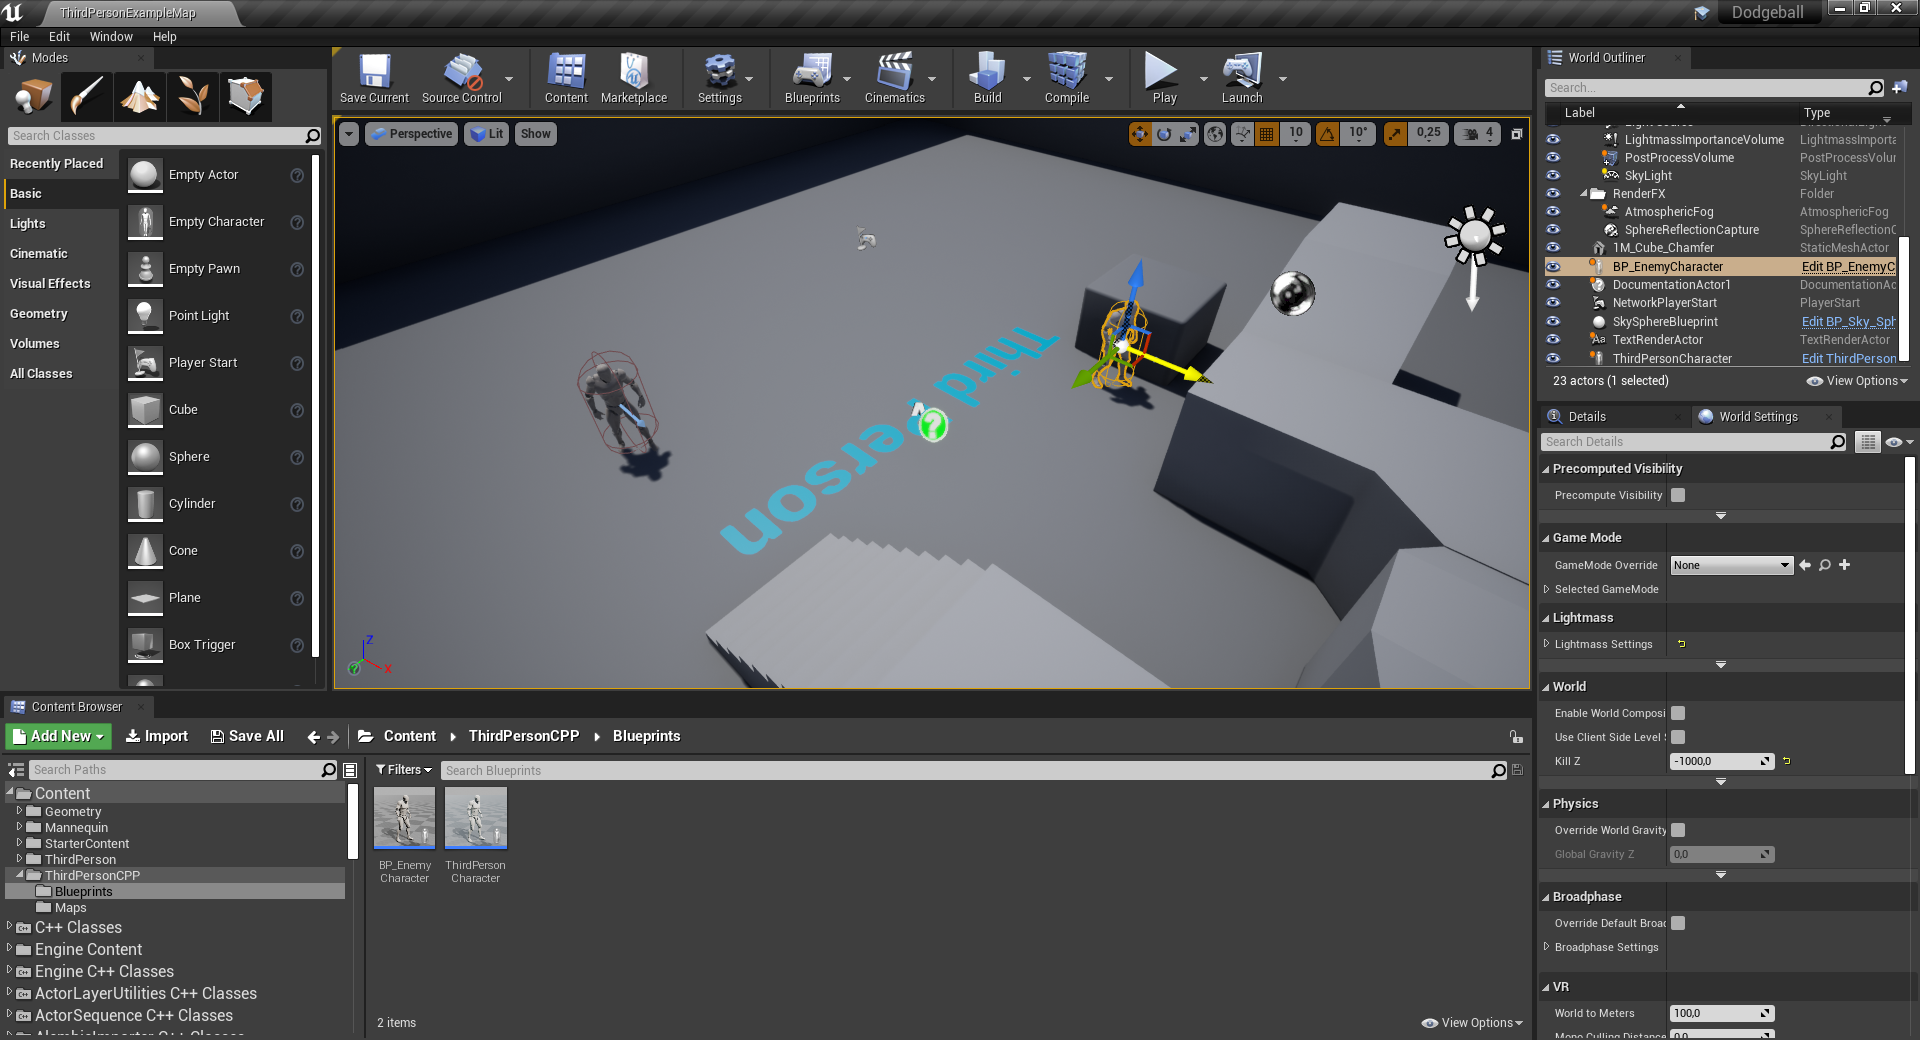 ThirdPersonExampleMap
Dodgeball
File Edit Window Help
Modes
Search Classes
Recently Placed
Basic
Lights
Cinematic
Visual Effects
Geometry
Volumes
All Classes
Empty Actor
Empty Character
Empty Pawn
Point Light
Player Start
Cube
Sphere
Cylinder
Cone
Plane
Box Trigger
Save Current
Source Control
Content
Marketplace
Settings
Blueprints
Cinematics
Build
Compile
Play
Launch
Perspective
Lit
Show
10
10°
0,25
4
Third Person
Z
X
World Outliner
Search...
Label Type
LightmassImportanceVolume LightmassImporta
PostProcessVolume PostProcessVolur
SkyLight SkyLight
RenderFX Folder
AtmosphericFog AtmosphericFog
SphereReflectionCapture SphereReflectionC
1M_Cube_Chamfer StaticMeshActor
BP_EnemyCharacter Edit BP_EnemyC
DocumentationActor1 DocumentationAc
NetworkPlayerStart PlayerStart
SkySphereBlueprint Edit BP_Sky_Sph
TextRenderActor TextRenderActor
ThirdPersonCharacter Edit ThirdPerson
23 actors (1 selected)
View Options
Details
World Settings
Search Details
Precomputed Visibility
Precompute Visibility
Game Mode
GameMode Override None
Selected GameMode
Lightmass
Lightmass Settings
World
Enable World Composi
Use Client Side Level S
Kill Z -1000,0
Physics
Override World Gravity
Global Gravity Z 0,0
Broadphase
Override Default Broad
Broadphase Settings
VR
World to Meters 100,0
Mono Culling Distance 0,0
Content Browser
Add New
Import
Save All
Content
ThirdPersonCPP
Blueprints
Search Paths
Filters
Search Blueprints
Content
Geometry
Mannequin
StarterContent
ThirdPerson
ThirdPersonCPP
Blueprints
Maps
C++ Classes
Engine Content
Engine C++ Classes
ActorLayerUtilities C++ Classes
ActorSequence C++ Classes
AlembicImporter C++ Classes
BP_Enemy
Character
ThirdPerson
Character
2 items
View Options